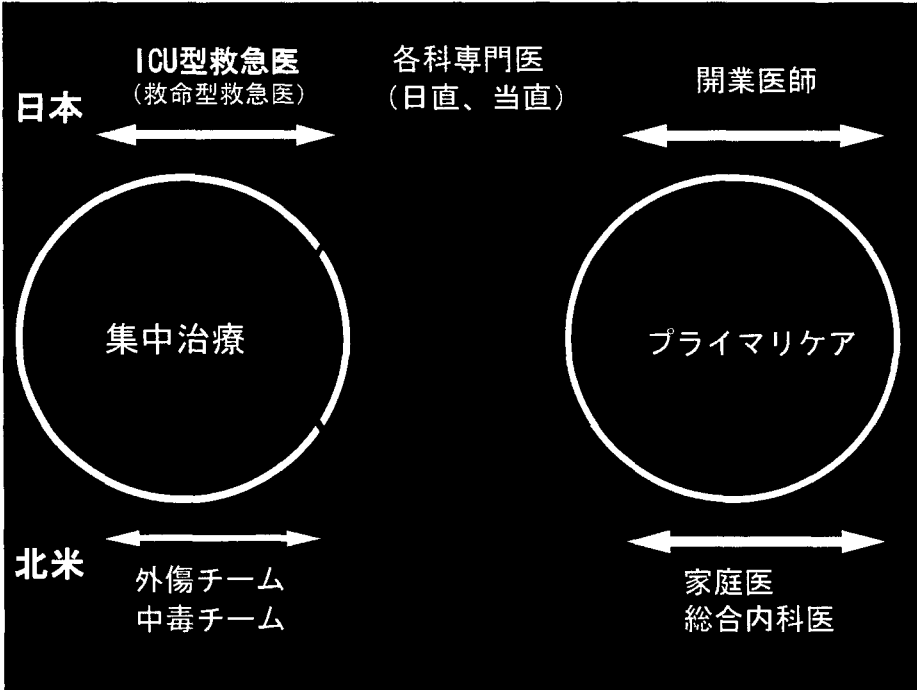 日本
ICU型救急医
(救命型救急医)
各科専門医
(日直、当直)
開業医師
集中治療
プライマリケア
北米
外傷チーム
中毒チーム
家庭医
総合内科医